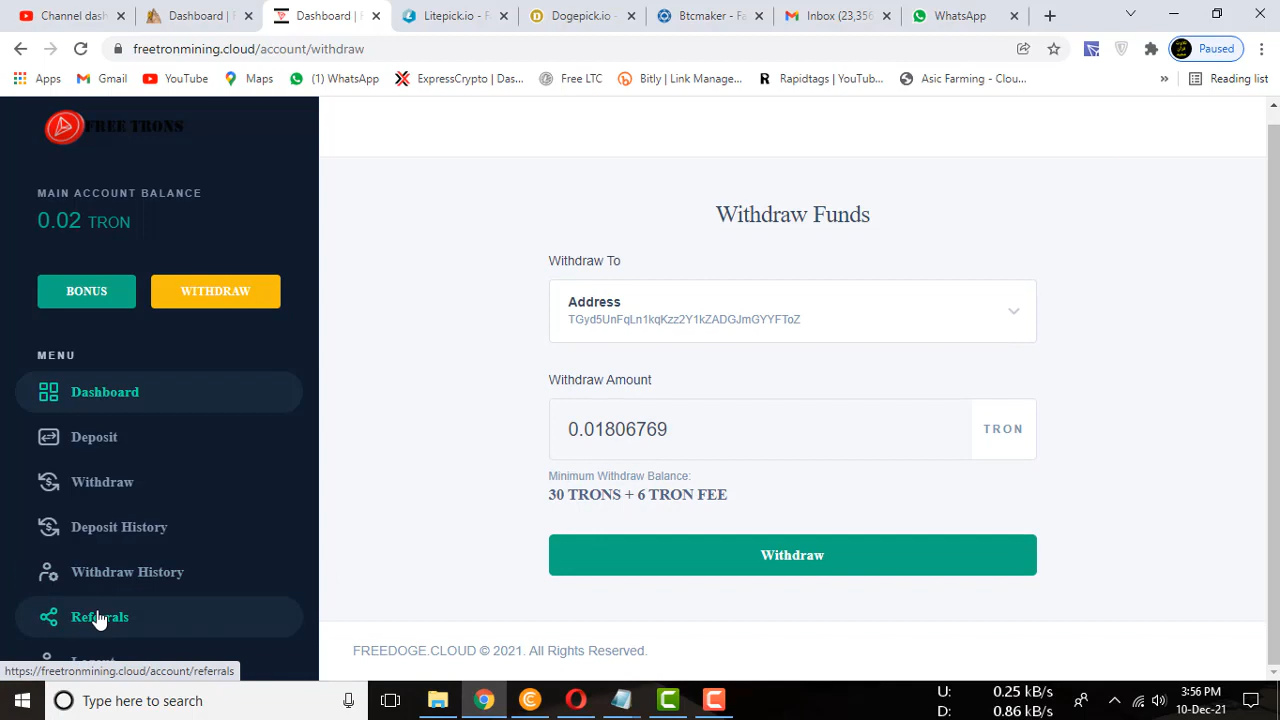 Channel dash
Dashboard |
Dashboard | F
LitepicIo - F
Dogepick.io -
Btcmaker - Fa
Inbox (23,35
WhatsApp
freetronmining.cloud/account/withdraw
Paused
Apps
Gmail
YouTube
Maps
(1) WhatsApp
ExpressCrypto | Das...
Free LTC
Bitly | Link Manage...
Rapidtags | YouTub...
Asic Farming - Clou...
Reading list
FREE TRONS
MAIN ACCOUNT BALANCE
0.02 TRON
BONUS
WITHDRAW
MENU
Dashboard
Deposit
Withdraw
Deposit History
Withdraw History
Referrals
Logout
https://freetronmining.cloud/account/referrals
Withdraw Funds
Withdraw To
Address
TGyd5UnFqLn1kqKzz2Y1kZADGJmGYYFToZ
Withdraw Amount
0.01806769
TRON
Minimum Withdraw Balance:
30 TRONS + 6 TRON FEE
Withdraw
FREEDOGE.CLOUD © 2021. All Rights Reserved.
Type here to search
U: 0.25 kB/s
D: 0.86 kB/s
3:56 PM
10-Dec-21